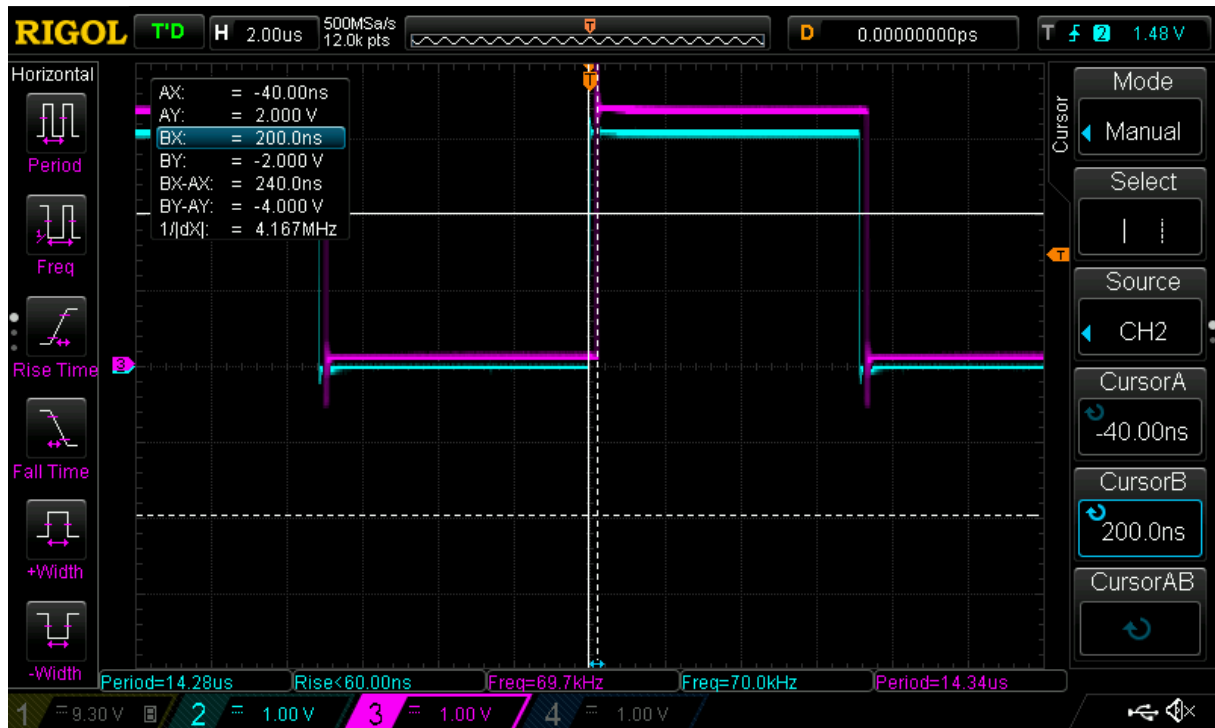 RIGOL T'D H 2.00us 500MSa/s 12.0k pts T D 0.00000000ps T 2 1.48 V
Horizontal
Period
Freq
Rise Time
Fall Time
+Width
-Width
AX: = -40.00ns
AY: = 2.000 V
BX: = 200.0ns
BY: = -2.000 V
BX-AX: = 240.0ns
BY-AY: = -4.000 V
1/|dX|: = 4.167MHz
T
T
3
Cursor
Mode
Manual
Select
Source
CH2
CursorA
-40.00ns
CursorB
200.0ns
CursorAB
Period=14.28us Rise<60.00ns Freq=69.7kHz Freq=70.0kHz Period=14.34us
1 9.30 V B 2 1.00 V 3 1.00 V 4 1.00 V